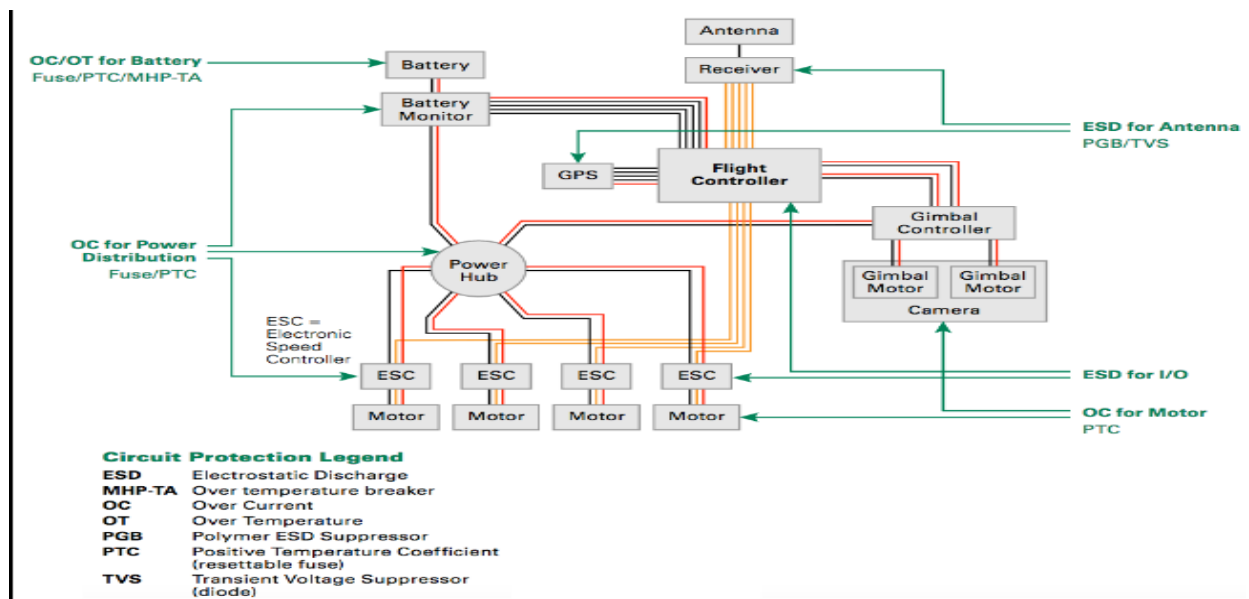 Antenna
OC/OT for Battery
Fuse/PTC/MHP-TA
Battery
Receiver
Battery
Monitor
ESD for Antenna
PGB/TVS
GPS
Flight
Controller
Gimbal
Controller
OC for Power
Distribution
Fuse/PTC
Power
Hub
Gimbal
Motor
Gimbal
Motor
Camera
ESC =
Electronic
Speed
Controller
ESC
ESC
ESC
ESC
ESD for I/O
Motor
Motor
Motor
Motor
OC for Motor
PTC
Circuit Protection Legend
ESD Electrostatic Discharge
MHP-TA Over temperature breaker
OC Over Current
OT Over Temperature
PGB Polymer ESD Suppressor
PTC Positive Temperature Coefficient
(resettable fuse)
TVS Transient Voltage Suppressor
(diode)